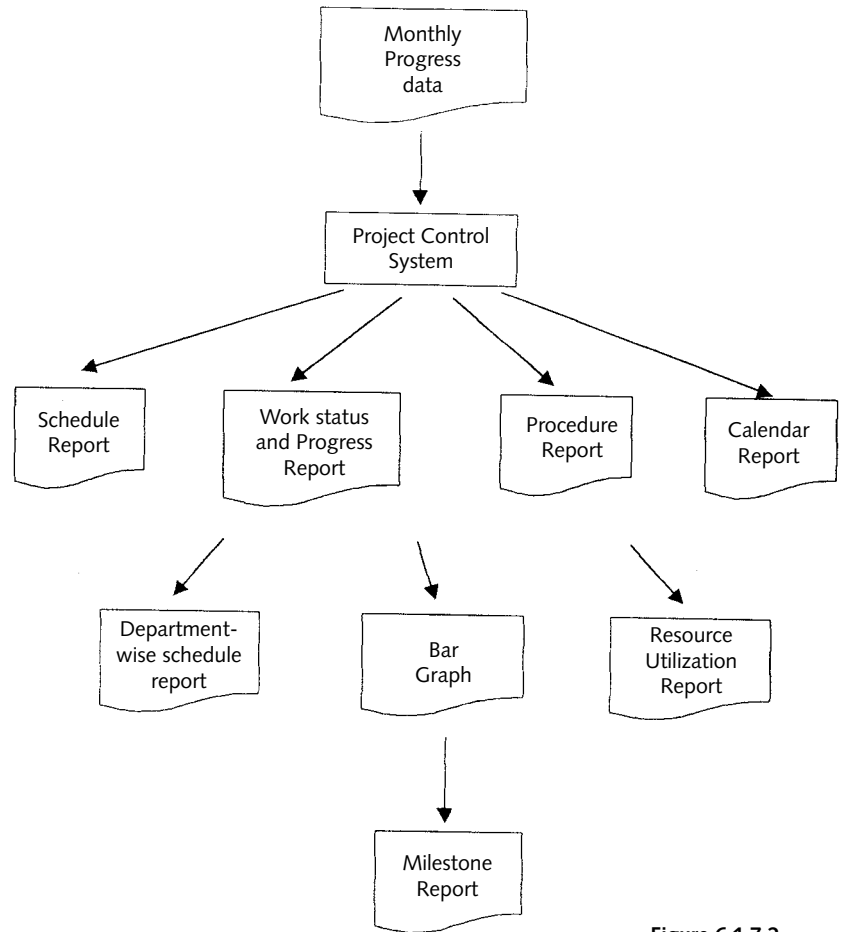 Monthly
Progress
data
Project Control
System
Schedule
Report
Work status
and Progress
Report
Procedure
Report
Calendar
Report
Department-
wise schedule
report
Bar
Graph
Resource
Utilization
Report
Milestone
Report
Figure 6.1.7.2